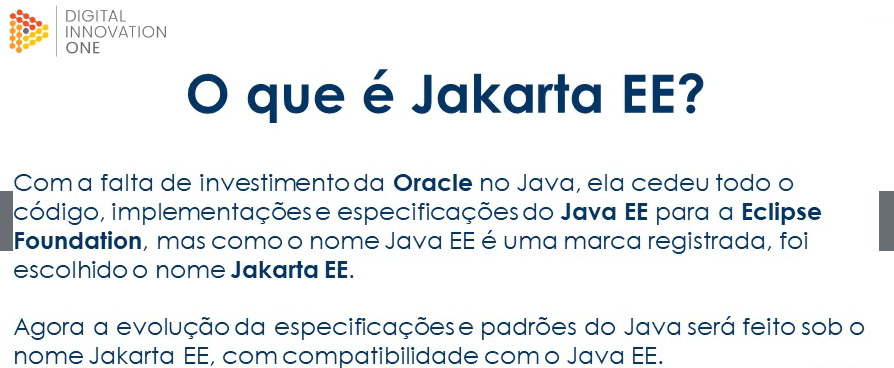 DIGITAL
INNOVATION
ONE
O que é Jakarta EE?
Com a falta de investimento da Oracle no Java, ela cedeu todo o
código, implementações e especificações do Java EE para a Eclipse
Foundation, mas como o nome Java EE é uma marca registrada, foi
escolhido o nome Jakarta EE.
Agora a evolução da especificações e padrões do Java será feito sob o
nome Jakarta EE, com compatibilidade com o Java EE.